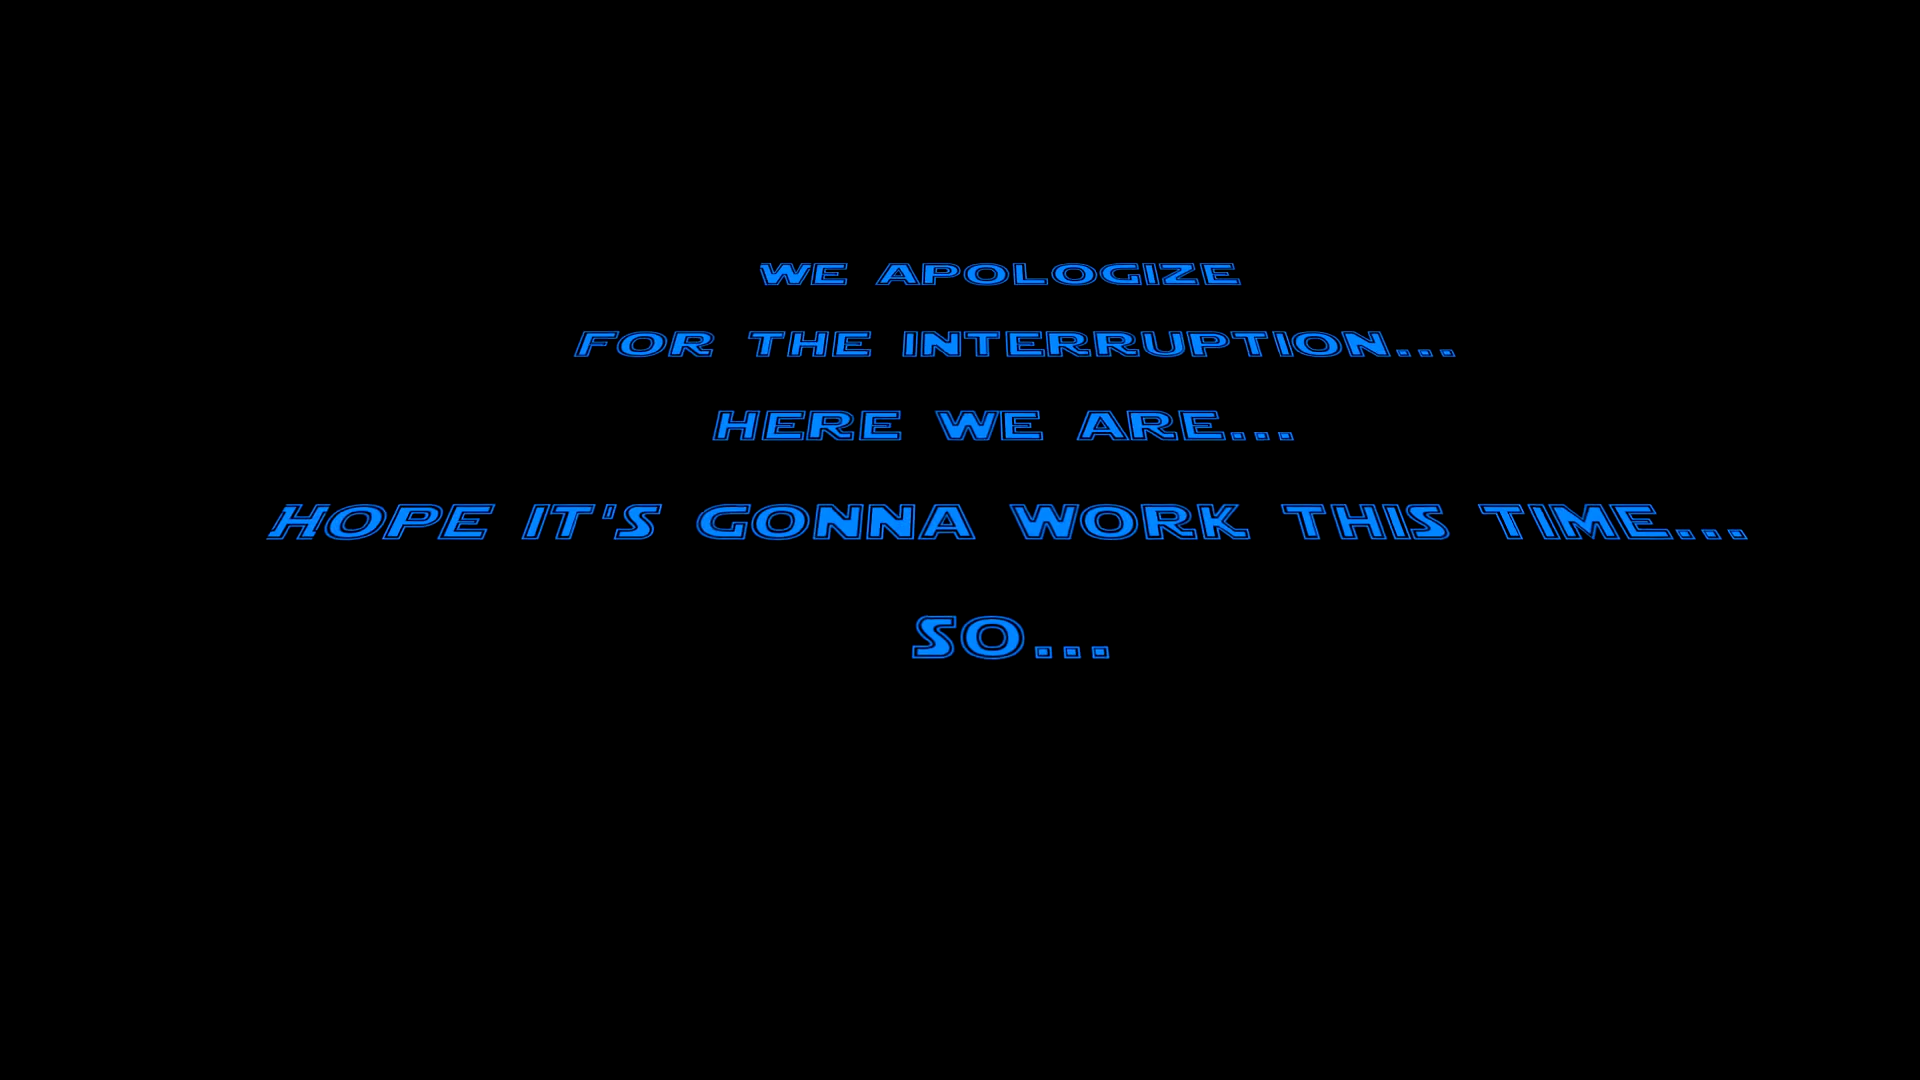 WE APOLOGIZE
FOR THE INTERRUPTION...
HERE WE ARE...
HOPE IT'S GONNA WORK THIS TIME...
SO...